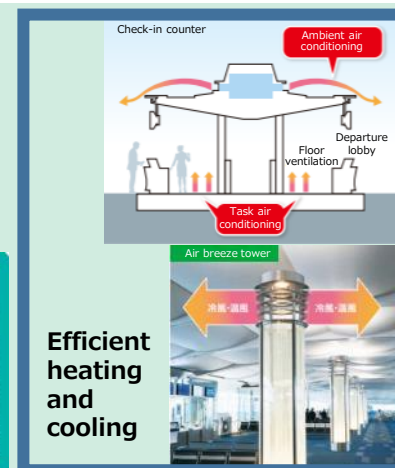 Check-in counter
Ambient air
conditioning
Departure
lobby
Floor
ventilation
Task air
conditioning
Air breeze tower
冷風・温風
冷風・温風
Efficient
heating
and
cooling